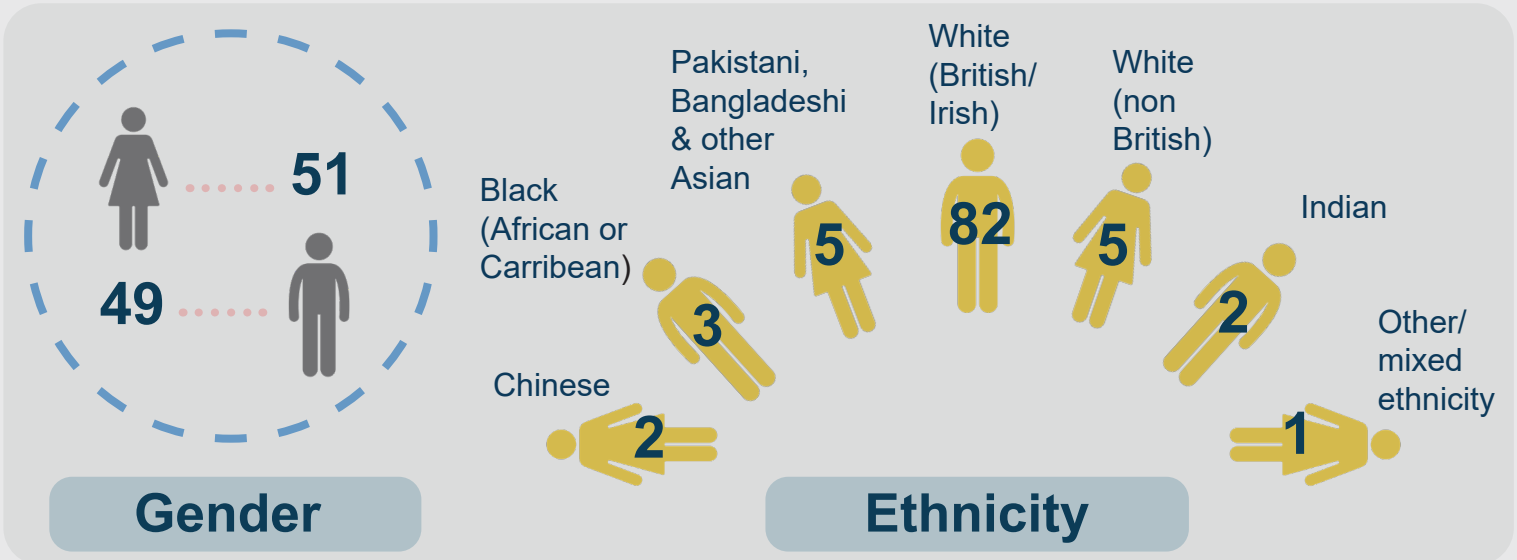 51
49
Gender
Chinese
2
Black
(African or
Carribean)
3
Pakistani,
Bangladeshi
& other
Asian
5
White
(British/
Irish)
82
White
(non
British)
5
Indian
2
Other/
mixed
ethnicity
1
Ethnicity